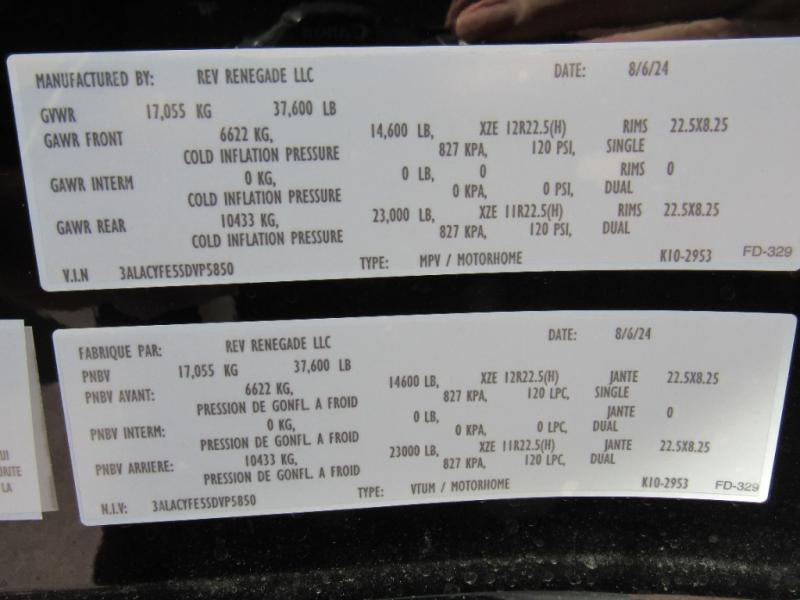 MANUFACTURED BY: REV RENEGADE LLC DATE: 8/6/24
GVWR 17,055 KG 37,600 LB
GAWR FRONT 6622 KG, 14,600 LB, XZE 12R22.5(H) RIMS 22.5X8.25
COLD INFLATION PRESSURE 827 KPA, 120 PSI, SINGLE
GAWR INTERM 0 KG, 0 LB, 0 RIMS 0
COLD INFLATION PRESSURE 0 KPA, 0 PSI, DUAL
GAWR REAR 10433 KG, 23,000 LB, XZE 11R22.5(H) RIMS 22.5X8.25
COLD INFLATION PRESSURE 827 KPA, 120 PSI, DUAL
V.I.N 3ALACYFE5SDVP5850 TYPE: MPV / MOTORHOME K10-2953 FD-329
FABRIQUE PAR: REV RENEGADE LLC DATE: 8/6/24
PNBV 17,055 KG 37,600 LB
PNBV AVANT: 6622 KG, 14600 LB, XZE 12R22.5(H) JANTE 22.5X8.25
PRESSION DE GONFL. A FROID 827 KPA, 120 LPC, SINGLE
PNBV INTERM: 0 KG, 0 LB, JANTE 0
PRESSION DE GONFL. A FROID 0 KPA, 0 LPC, DUAL
PNBV ARRIERE: 10433 KG, 23000 LB, XZE 11R22.5(H) JANTE 22.5X8.25
PRESSION DE GONFL. A FROID 827 KPA, 120 LPC, DUAL
N.I.V: 3ALACYFE5SDVP5850 TYPE: VTUM / MOTORHOME K10-2953 FD-329
UI
RITE
LA